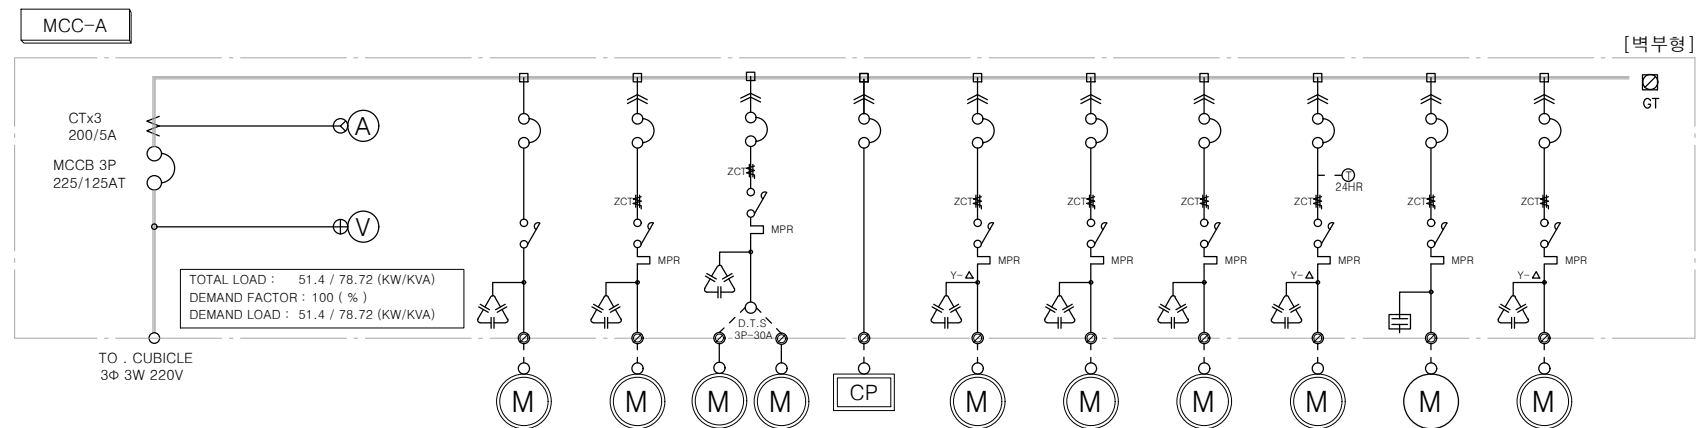 MCC-A
[벽부형]
CTx3
200/5A
A
GT
MCCB 3P
225/125AT
ZCT
T
24HR
ZCT
ZCT
ZCT
ZCT
ZCT
ZCT
ZCT
V
MPR
MPR
MPR
MPR
MPR
MPR
MPR
MPR
Y-Δ
Y-Δ
Y-Δ
TOTAL LOAD : 51.4 / 78.72 (KW/KVA)
DEMAND FACTOR : 100 ( % )
DEMAND LOAD : 51.4 / 78.72 (KW/KVA)
D.T.S
3P-30A
TO . CUBICLE
3Φ 3W 220V
M
M
M
M
CP
M
M
M
M
M
M